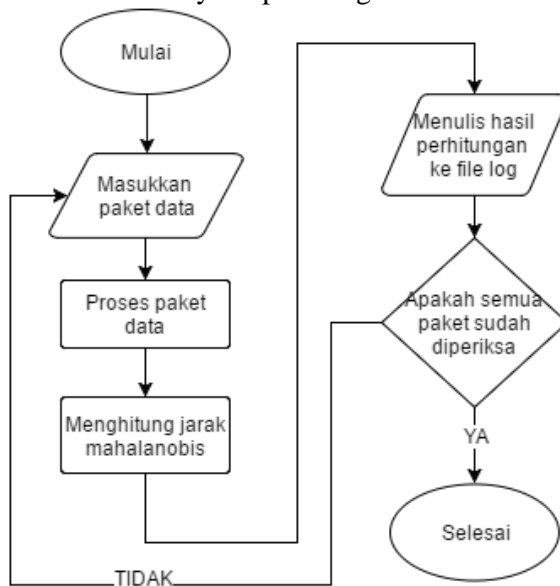 Mulai
Masukkan
paket data
Proses paket
data
Menghitung jarak
mahalanobis
Menulis hasil
perhitungan
ke file log
Apakah semua
paket sudah
diperiksa
YA
Selesai
TIDAK